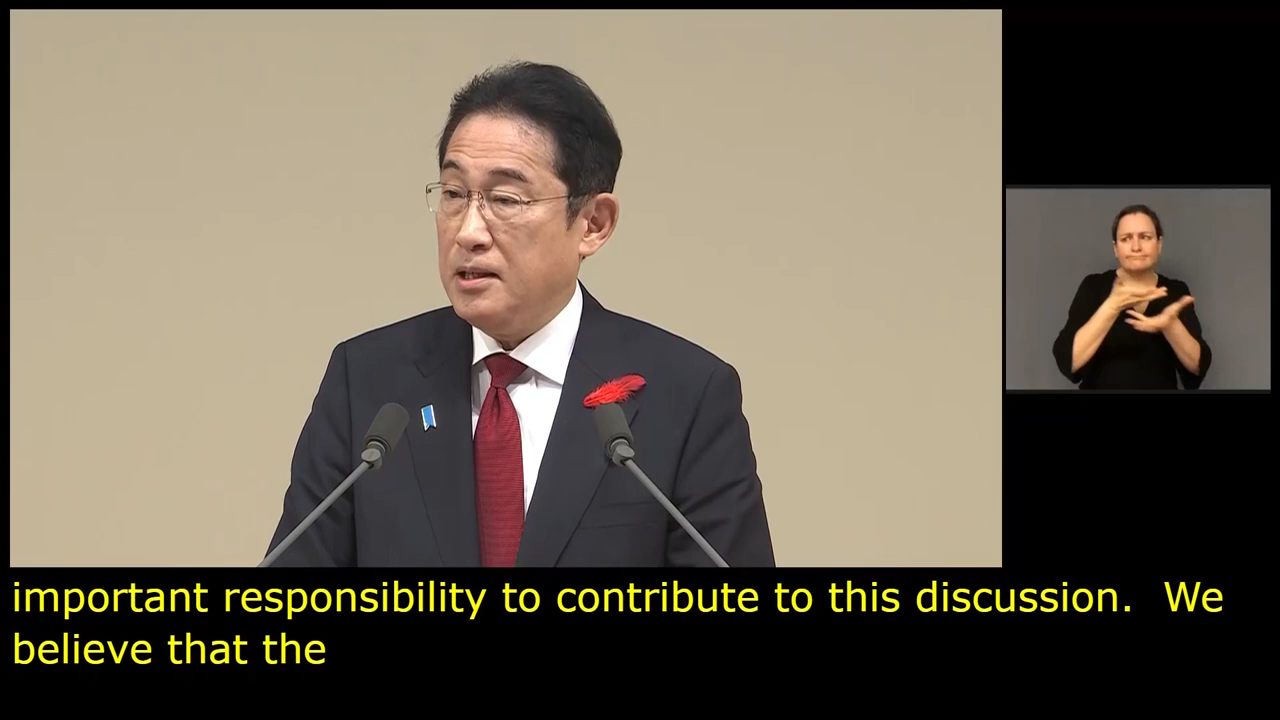 important responsibility to contribute to this discussion.  We
believe that the